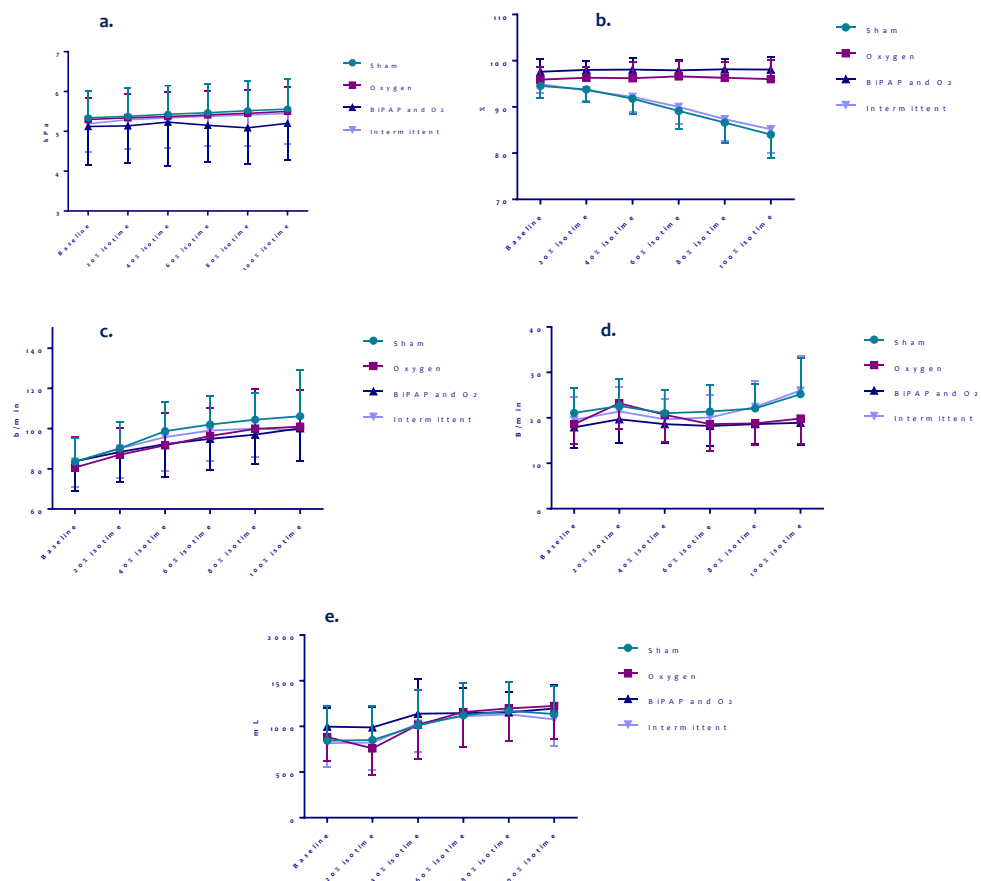 a.
7
6
5
4
3
kPa
Baseline
20% isotime
40% isotime
60% isotime
80% isotime
100% isotime
Sham
Oxygen
BiPAP and O2
Intermittent
b.
110
100
90
80
70
%
Baseline
20% isotime
40% isotime
60% isotime
80% isotime
100% isotime
Sham
Oxygen
BiPAP and O2
Intermittent
c.
140
120
100
80
60
b/min
Baseline
20% isotime
40% isotime
60% isotime
80% isotime
100% isotime
Sham
Oxygen
BiPAP and O2
Intermittent
d.
40
30
20
10
0
B/min
Baseline
20% isotime
40% isotime
60% isotime
80% isotime
100% isotime
Sham
Oxygen
BiPAP and O2
Intermittent
e.
2000
1500
1000
500
0
mL
Baseline
20% isotime
40% isotime
60% isotime
80% isotime
100% isotime
Sham
Oxygen
BiPAP and O2
Intermittent